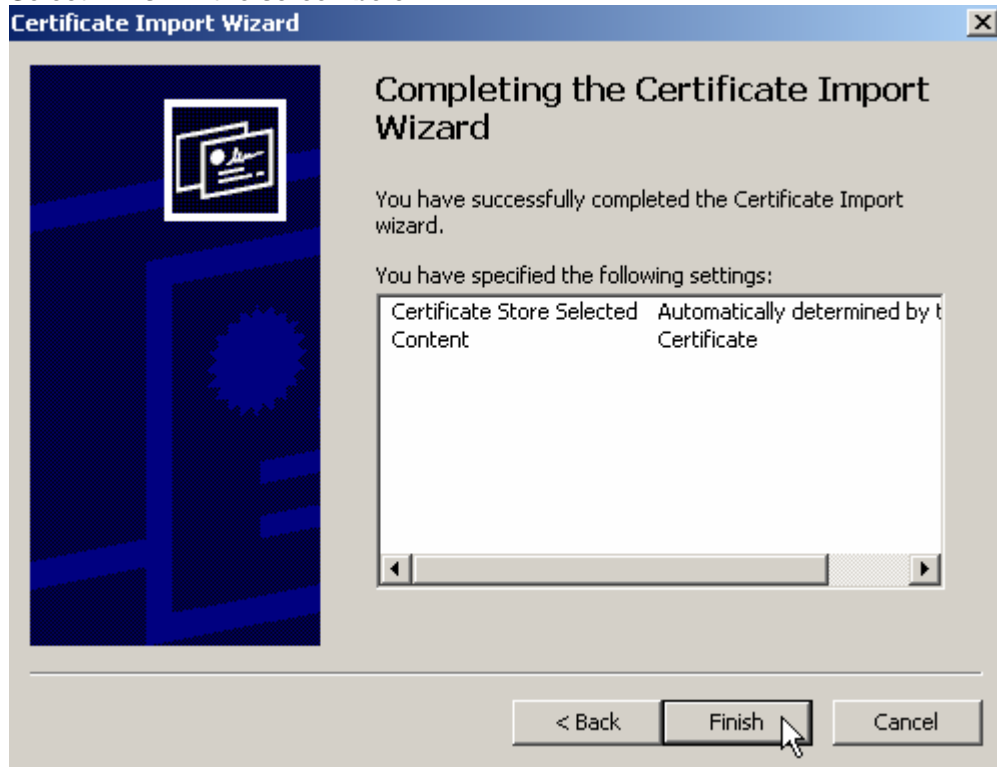 Certificate Import Wizard
Completing the Certificate Import
Wizard
You have successfully completed the Certificate Import
wizard.
You have specified the following settings:
Certificate Store Selected Automatically determined by t
Content Certificate
< Back Finish Cancel